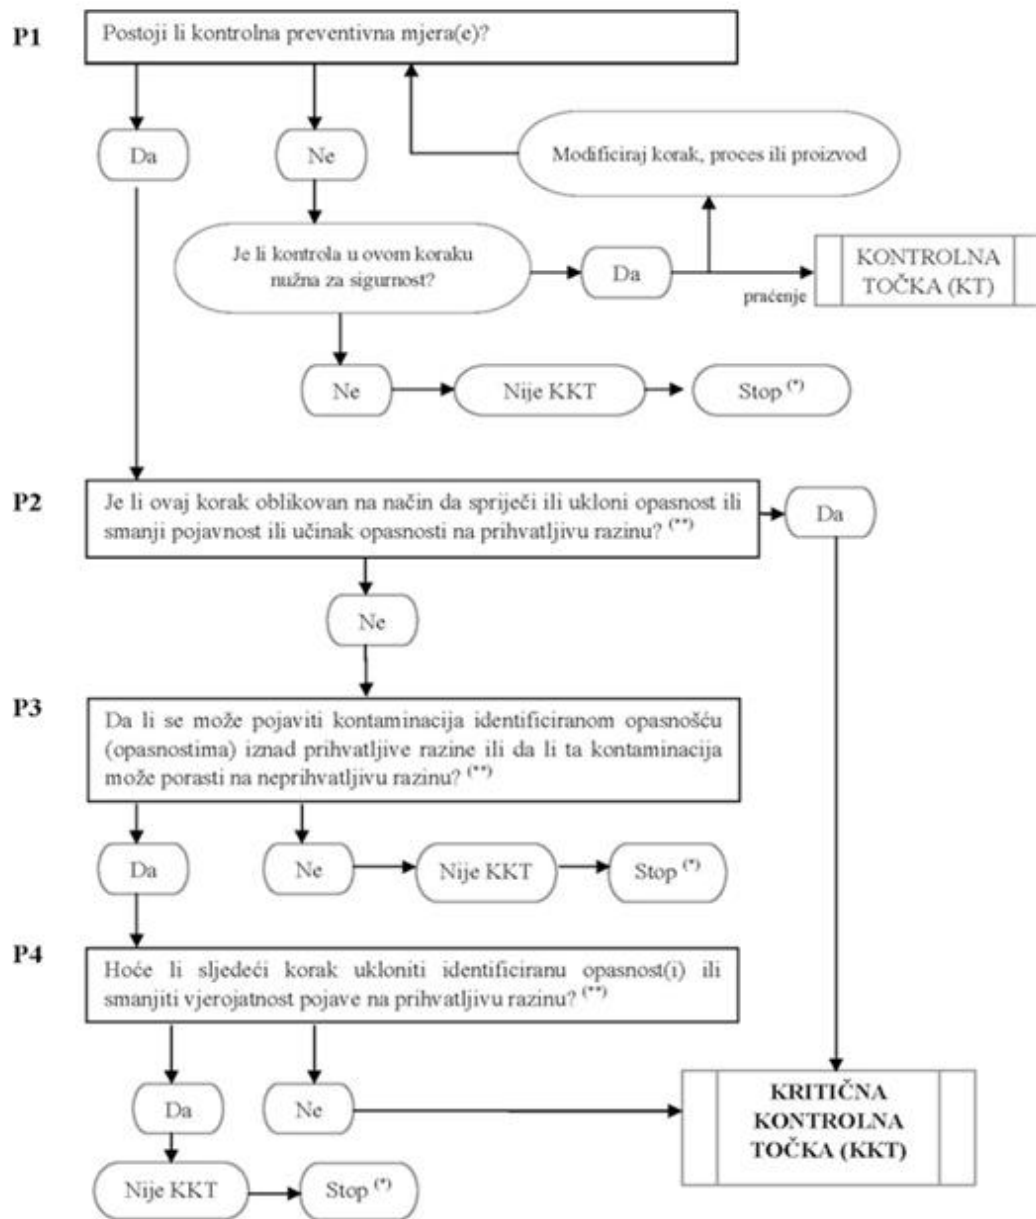 P1
Postoji li kontrolna preventivna mjera(e)?
Da
Ne
Modificiraj korak, proces ili proizvod
Je li kontrola u ovom koraku
nužna za sigurnost?
Da
praćenje
KONTROLNA
TOČKA (KT)
Ne
Nije KKT
Stop (*)
P2
Je li ovaj korak oblikovan na način da spriječi ili ukloni opasnost ili
smanji pojavnost ili učinak opasnosti na prihvatljivu razinu? (**)
Da
Ne
P3
Da li se može pojaviti kontaminacija identificiranom opasnošću
(opasnostima) iznad prihvatljive razine ili da li ta kontaminacija
može porasti na neprihvatljivu razinu? (**)
Da
Ne
Nije KKT
Stop (*)
P4
Hoće li sljedeći korak ukloniti identificiranu opasnost(i) ili
smanjiti vjerojatnost pojave na prihvatljivu razinu? (**)
Da
Ne
KRITIČNA
KONTROLNA
TOČKA (KKT)
Nije KKT
Stop (*)